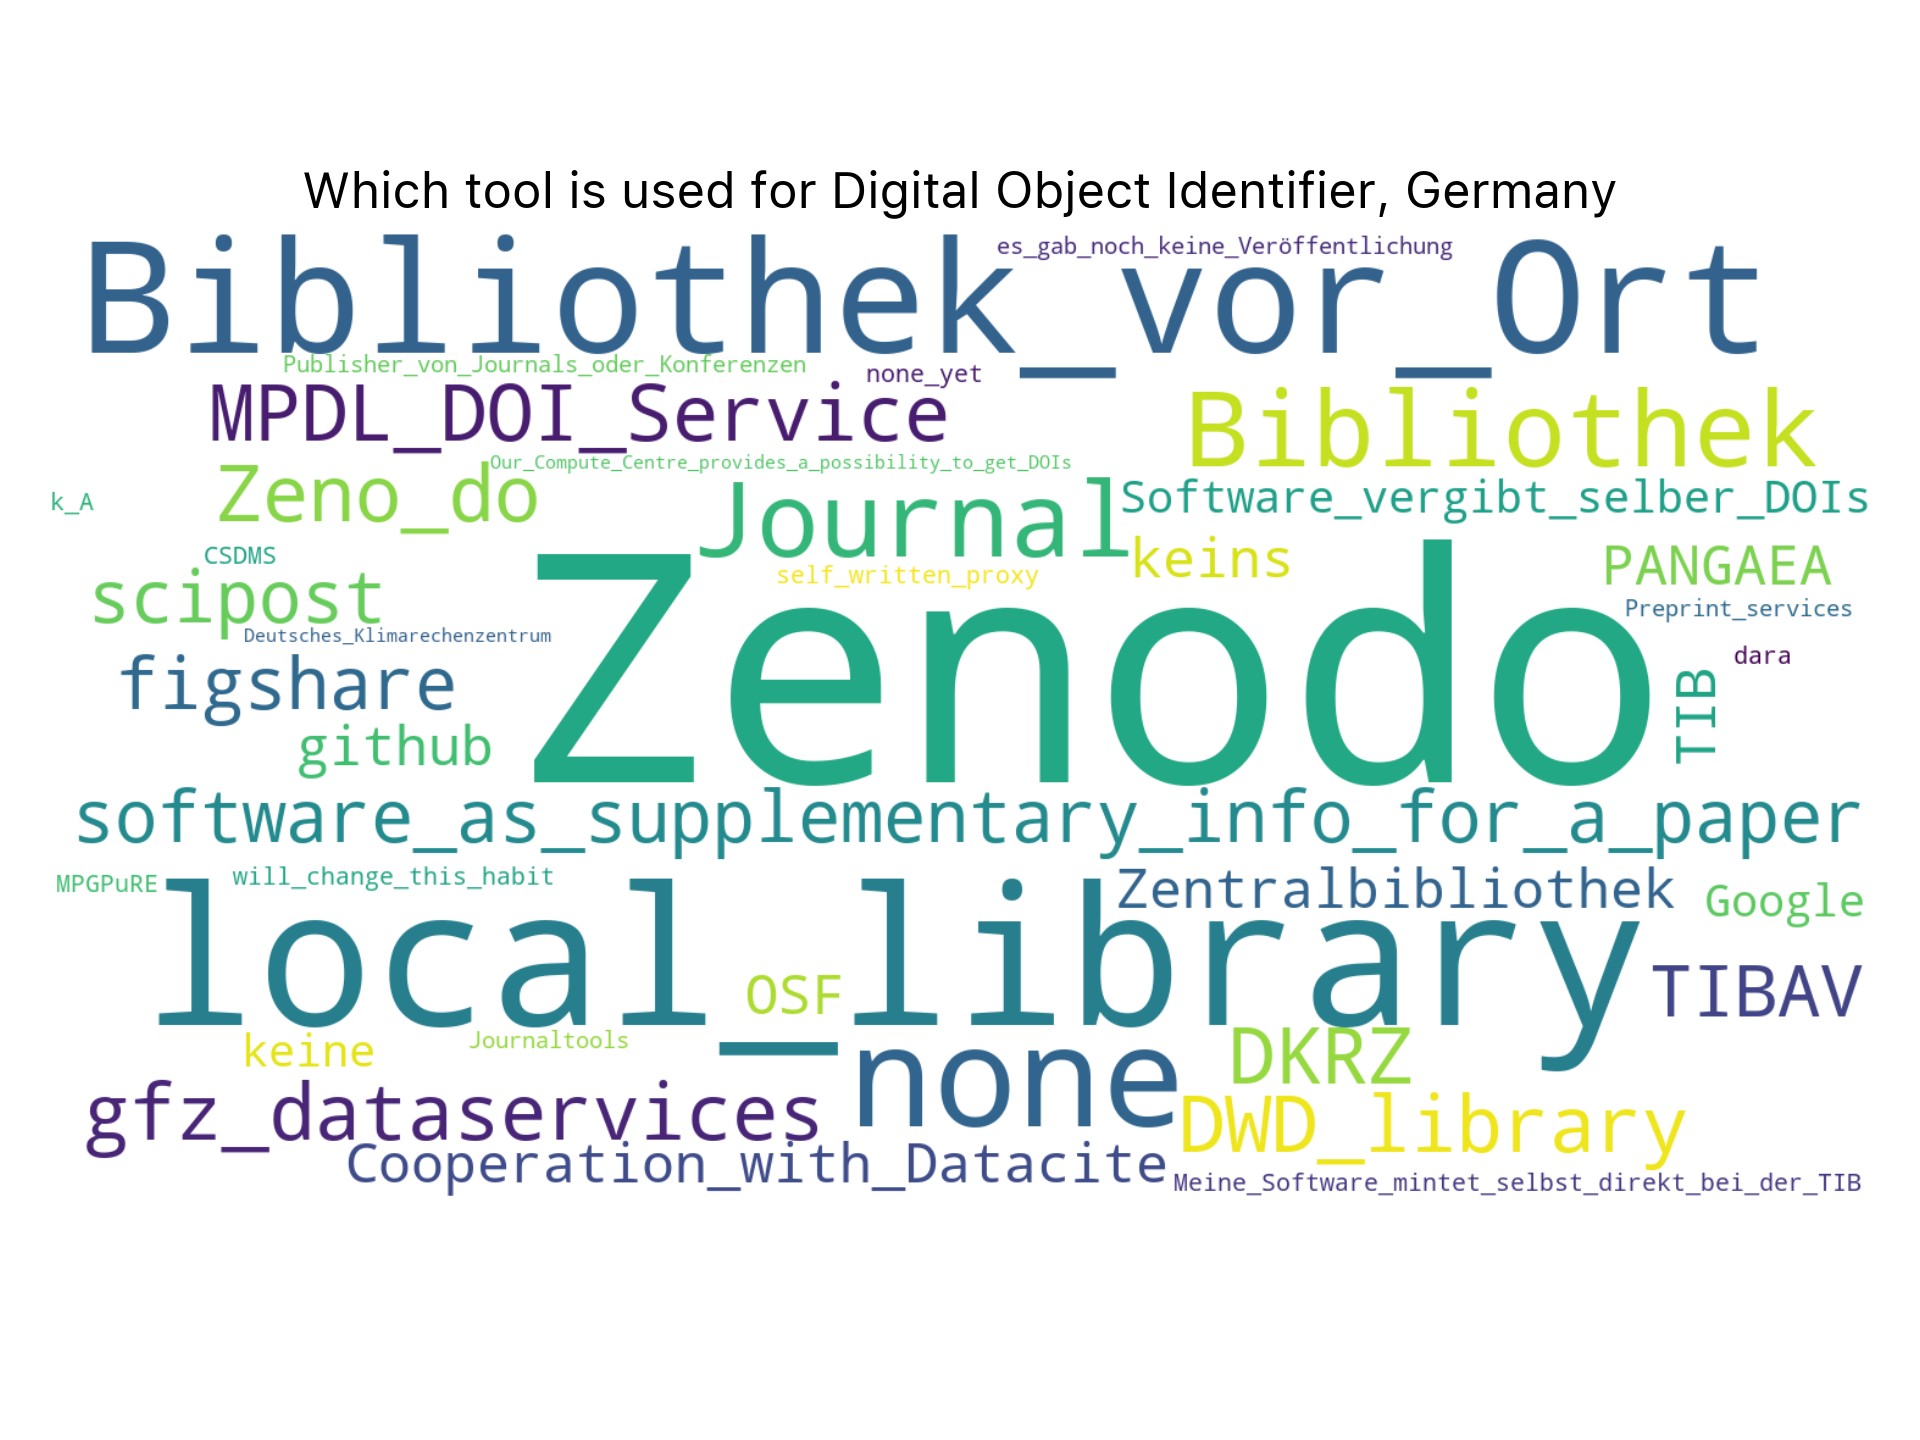 Which tool is used for Digital Object Identifier, Germany
es_gab_noch_keine_Veröffentlichung
Bibliothek_vor_Ort
Publisher_von_Journals_oder_Konferenzen
none_yet
MPDL_DOI_Service
Bibliothek
Our_Compute_Centre_provides_a_possibility_to_get_DOIs
Zeno_do
k_A
Journal
Software_vergibt_selber_DOIs
CSDMS
keins
PANGAEA
self_written_proxy
scipost
Preprint_services
Deutsches_Klimarechenzentrum
Zenodo
dara
figshare
TIB
github
software_as_supplementary_info_for_a_paper
MPGPuRE
will_change_this_habit
Zentralbibliothek
Google
local_library
OSF
TIBAV
keine
Journaltools
none
DKRZ
gfz_dataservices
DWD_library
Cooperation_with_Datacite
Meine_Software_mintet_selbst_direkt_bei_der_TIB